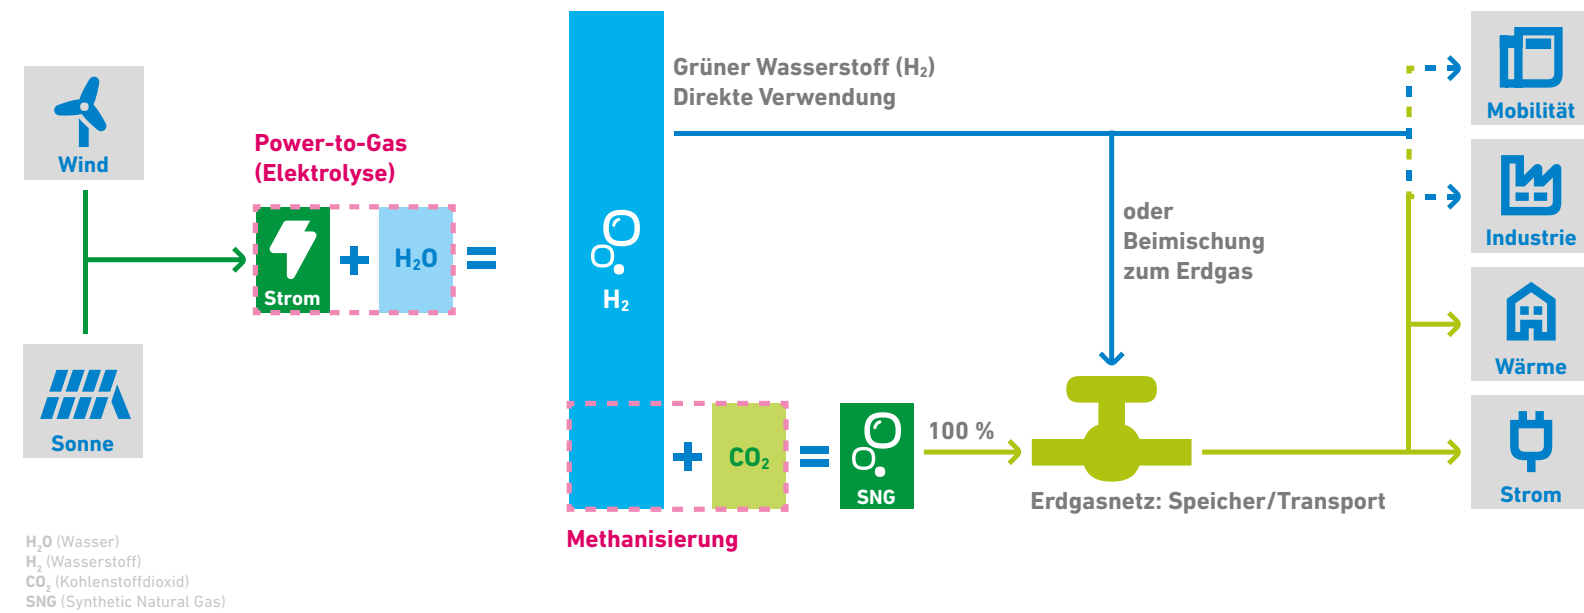 Wind
Sonne
Power-to-Gas
(Elektrolyse)
Strom
+
H₂O
=
H₂
Grüner Wasserstoff (H₂)
Direkte Verwendung
oder
Beimischung
zum Erdgas
+
CO₂
=
SNG
100 %
Methanisierung
Erdgasnetz: Speicher/Transport
Mobilität
Industrie
Wärme
Strom
H₂O (Wasser)
H₂ (Wasserstoff)
CO₂ (Kohlenstoffdioxid)
SNG (Synthetic Natural Gas)